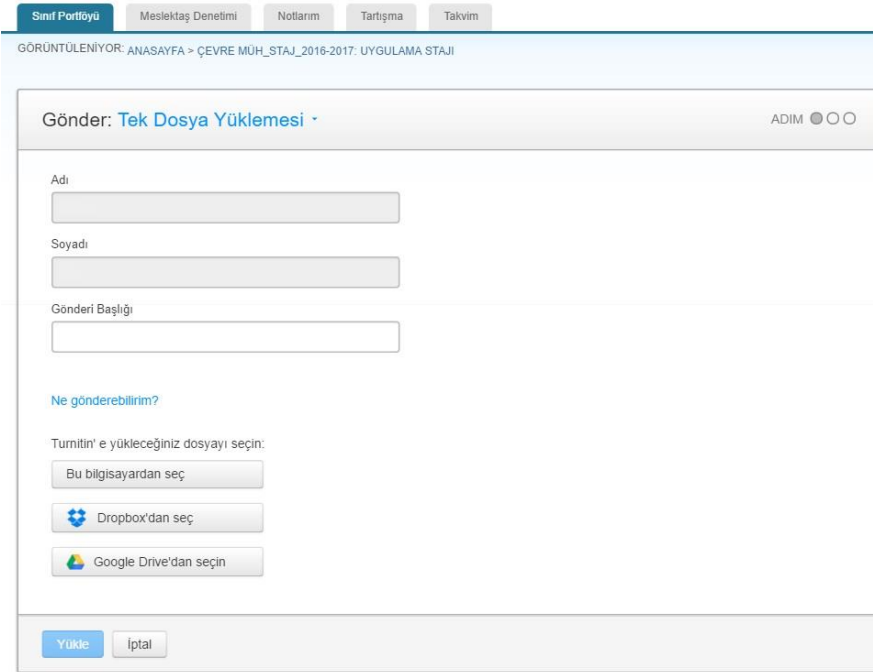 Sınıf Portföyü Meslektaş Denetimi Notlarım Tartışma Takvim
GÖRÜNTÜLENİYOR: ANASAYFA > ÇEVRE MÜH_STAJ_2016-2017: UYGULAMA STAJI
Gönder: Tek Dosya Yüklemesi ADIM
Adı
Soyadı
Gönderi Başlığı
Ne gönderebilirim?
Turnitin' e yükleceğiniz dosyayı seçin:
Bu bilgisayardan seç
Dropbox'dan seç
Google Drive'dan seçin
Yükle İptal